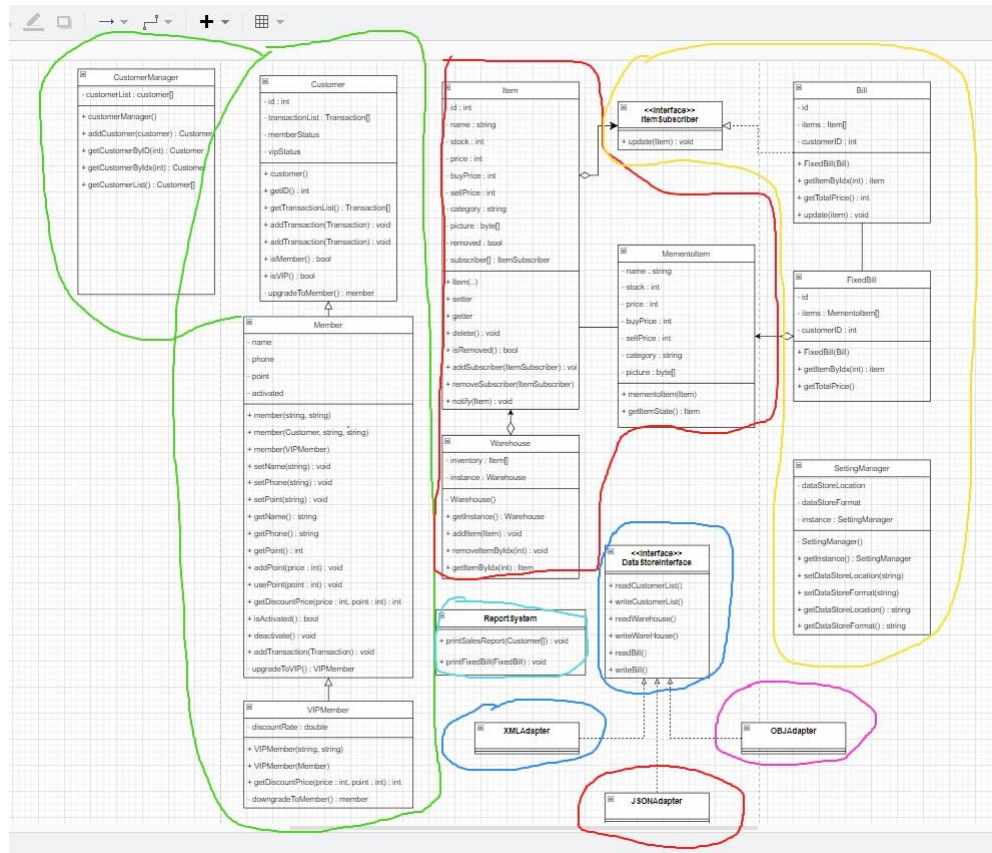 CustomerManager
- customerList : customer[]
+ customerManager()
+ addCustomer(customer) : Customer
+ getCustomerByID(int) : Customer
+ getCustomerByIdx(int) : Customer
+ getCustomerList() : Customer[]
Customer
- id : int
- transactionList : Transaction[]
- memberStatus
- vipStatus
+ customer()
+ getID() : int
+ getTransactionList() : Transaction[]
+ addTransaction(Transaction) : void
+ addTransaction(Transaction) : void
+ isMember() : bool
+ isVIP() : bool
- upgradeToMember() : member
Member
- name
- phone
- point
- activated
+ member(string, string)
+ member(Customer, string, string)
+ member(VIPMember)
+ setName(string) : void
+ setPhone(string) : void
+ setPoint(string) : void
+ getName() : string
+ getPhone() : string
+ getPoint() : int
+ addPoint(price : int) : void
+ usePoint(point : int) : void
+ getDiscountPrice(price : int, point : int) : int
+ isActivated() : bool
+ deactivate() : void
+ addTransaction(Transaction) : void
- upgradeToVIP() : VIPMember
VIPMember
- discountRate : double
+ VIPMember(string, string)
+ VIPMember(Member)
+ getDiscountPrice(price : int, point : int) : int
- downgradeToMember() : member
Item
- id : int
- name : string
- stock : int
- price : int
- buyPrice : int
- sellPrice : int
- category : string
- picture : byte[]
- removed : bool
- subscriber[] : ItemSubscriber
+ Item(..)
+ setter
+ getter
+ delete() : void
+ isRemoved() : bool
+ addSubscriber(ItemSubscriber) : voi
+ removeSubscriber(ItemSubscriber)
+ notify(Item) : void
Warehouse
- inventory : Item[]
- instance : Warehouse
- Warehouse()
+ getInstance() : Warehouse
+ addItem(Item) : void
+ removeItemByIdx(int) : void
+ getItemByIdx(int) : Item
ReportSystem
+ printSalesReport(Customer[]) : void
+ printFixedBill(FixedBill) : void
<<Interface>>
ItemSubscriber
+ update(Item) : void
MementoItem
- name : string
- stock : int
- price : int
- buyPrice : int
- sellPrice : int
- category : string
- picture : byte[]
+ mementoItem(Item)
+ getItemState() : Item
<<Interface>>
DataStoreInterface
+ readCustomerList()
+ writeCustomerList()
+ readWarehouse()
+ writeWareHouse()
+ readBill()
+ writeBill()
XMLAdapter
JSONAdapter
OBJAdapter
Bill
- id
- items : Item[]
- customerID : int
+ FixedBill(Bill)
+ getItemByIdx(int) : item
+ getTotalPrice() : int
+ update(item) : void
FixedBill
- id
- items : MementoItem[]
- customerID : int
+ FixedBill(Bill)
+ getItemByIdx(int) : item
+ getTotalPrice()
SettingManager
- dataStoreLocation
- dataStoreFormat
- instance : SettingManager
- SettingManager()
+ getInstance() : SettingManager
+ setDataStoreLocation(string)
+ setDataStoreFormat(string)
+ getDataStoreLocation() : string
+ getDataStoreFormat() : string